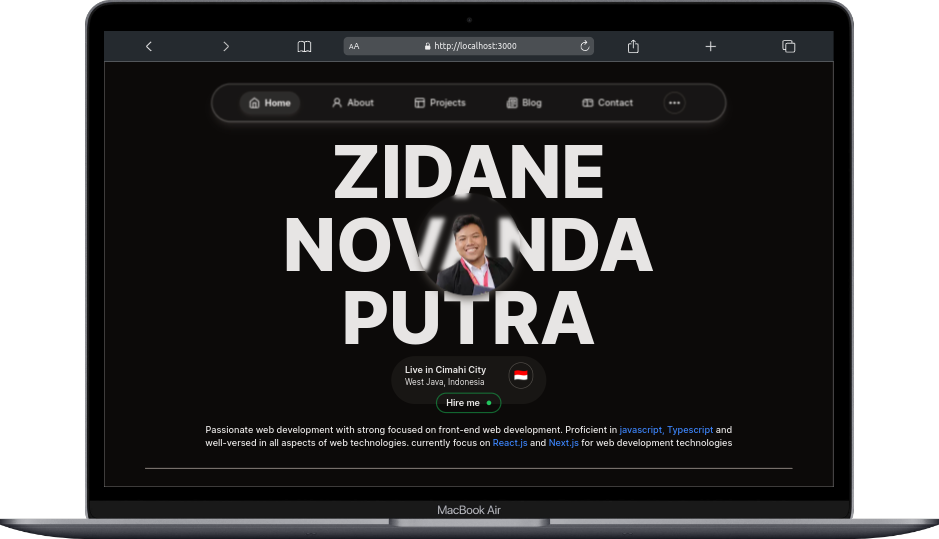 AA
http://localhost:3000
Home
About
Projects
Blog
Contact
ZIDANE
NOVANDA
PUTRA
Live in Cimahi City
West Java, Indonesia
Hire me
Passionate web development with strong focused on front-end web development. Proficient in javascript, Typescript and
well-versed in all aspects of web technologies. currently focus on React.js and Next.js for web development technologies
MacBook Air